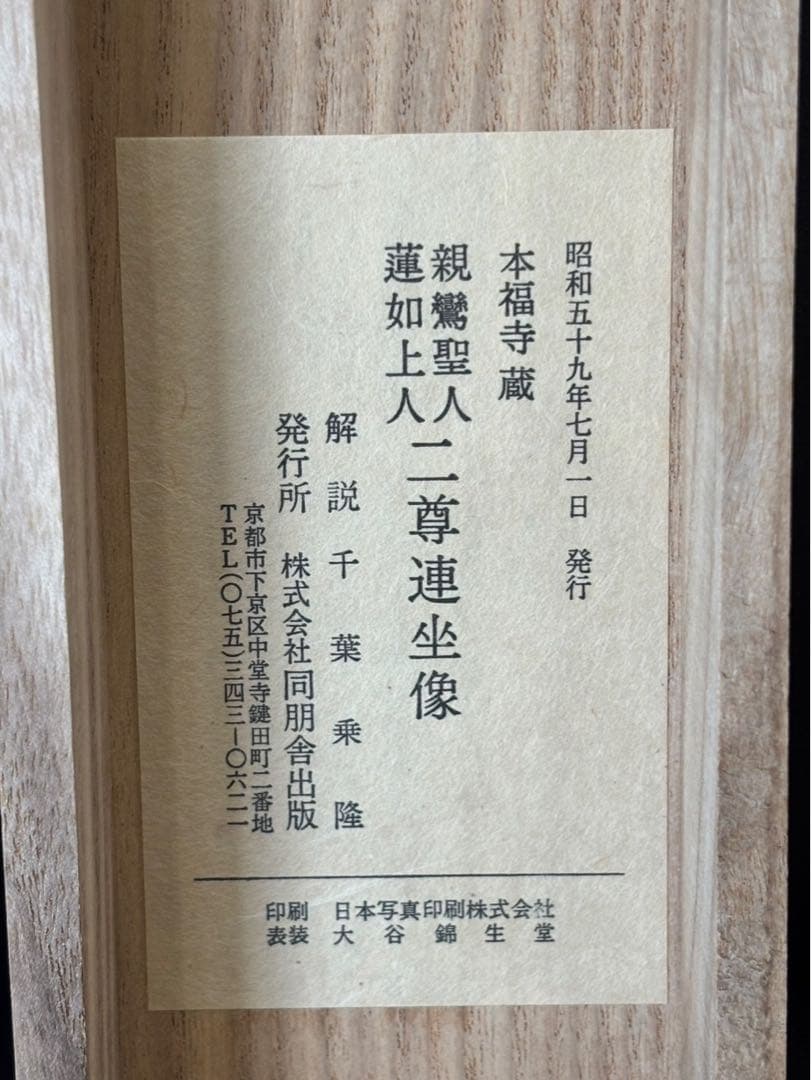 昭和五十九年七月一日　発行
本福寺蔵
親鸞聖人
蓮如上人
二尊連坐像
解説　千葉乗隆
発行所　株式会社同朋舎出版
京都市下京区中堂寺鍵田町二番地
TEL(〇七五)三四三ー〇六二一
印刷　日本写真印刷株式会社
表装　大谷錦生堂